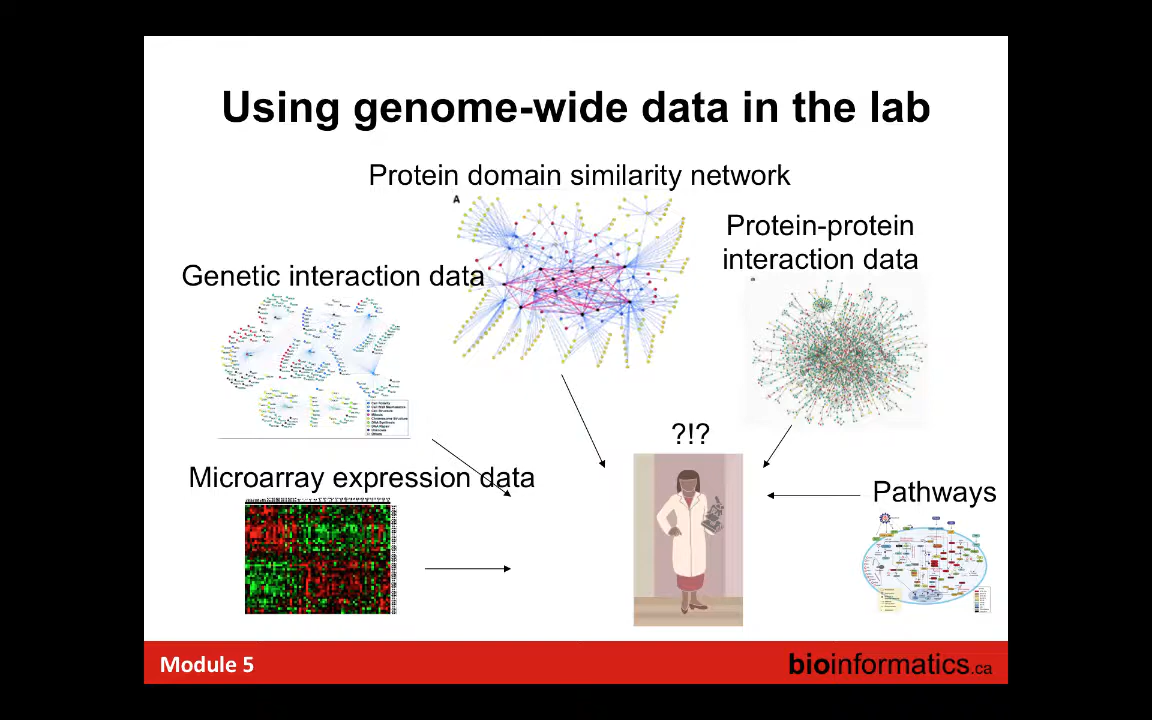 Using genome-wide data in the lab
Protein domain similarity network
A
Protein-protein
interaction data
Genetic interaction data
?!?
Microarray expression data
Pathways
Module 5
bioinformatics.ca